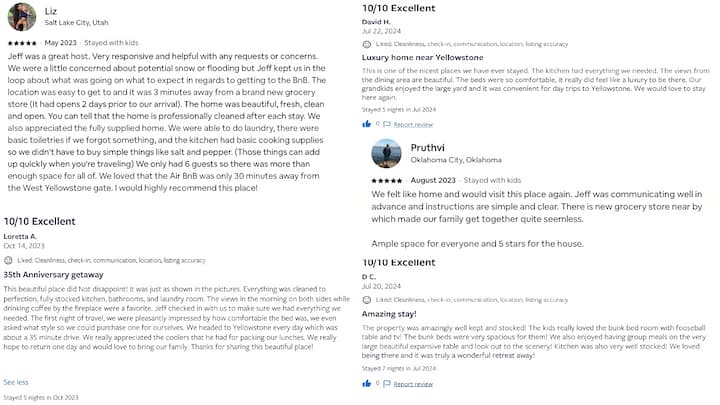 Liz
Salt Lake City, Utah
★★★★★ · May 2023 · Stayed with kids
Jeff was a great host. Very responsive and helpful with any requests or concerns.
We were a little concerned about potential snow or flooding but Jeff kept us in the
loop about what was going on what to expect in regards to getting to the BnB. The
location was easy to get to and it was 3 minutes away from a brand new grocery
store (It had opens 2 days prior to our arrival). The home was beautiful, fresh, clean
and open. You can tell that the home is professionally cleaned after each stay. We
also appreciated the fully supplied home. We were able to do laundry, there were
basic toiletries if we forgot something, and the kitchen had basic cooking supplies
so we didn't have to buy simple things like salt and pepper. (Those things can add
up quickly when you're traveling) We only had 6 guests so there was more than
enough space for all of. We loved that the Air BnB was only 30 minutes away from
the West Yellowstone gate. I would highly recommend this place!
10/10 Excellent
Loretta A.
Oct 14, 2023
Liked: Cleanliness, check-in, communication, location, listing accuracy
35th Anniversary getaway
This beautiful place did Not disappoint! It was just as shown in the pictures. Everything was cleaned to
perfection, fully stocked kitchen, bathrooms, and laundry room. The views in the morning on both sides while
drinking coffee by the fireplace were a favorite. Jeff checked in with us to make sure we had everything we
needed. The first night of travel, we were pleasantly impressed by how comfortable the bed was, we even
asked what style so we could purchase one for ourselves. We headed to Yellowstone every day which was
about a 35 minute drive. We really appreciated the coolers that he had for packing our lunches. We really
hope to return one day and would love to bring our family. Thanks for sharing this beautiful place!
See less
Stayed 5 nights in Oct 2023
10/10 Excellent
David H.
Jul 22, 2024
Liked: Cleanliness, check-in, communication, location, listing accuracy
Luxury home near Yellowstone
This is one of the nicest places we have ever stayed. The kitchen had everything we needed. The views from
the dining area are beautiful. The beds were so comfortable, it really did feel like a luxury to be there. Our
grandkids enjoyed the large yard and it was convenient for day trips to Yellowstone. We would love to stay
here again.
Stayed 5 nights in Jul 2024
0 Report review
Pruthvi
Oklahoma City, Oklahoma
★★★★★ · August 2023 · Stayed with kids
We felt like home and would visit this place again. Jeff was communicating well in
advance and instructions are simple and clear. There is new grocery store near by
which made our family get together quite seemless.
Ample space for everyone and 5 stars for the house.
10/10 Excellent
D C.
Jul 20, 2024
Liked: Cleanliness, check-in, communication, location, listing accuracy
Amazing stay!
The property was amazingly well kept and stocked! The kids really loved the bunk bed room with fooseball
table and tv! The bunk beds were very spacious for them! We also enjoyed having group meals on the very
large beautiful expansive table and look out to the scenery! Kitchen was also very well stocked! We loved
being there and it was truly a wonderful retreat away!
Stayed 7 nights in Jul 2024
0 Report review